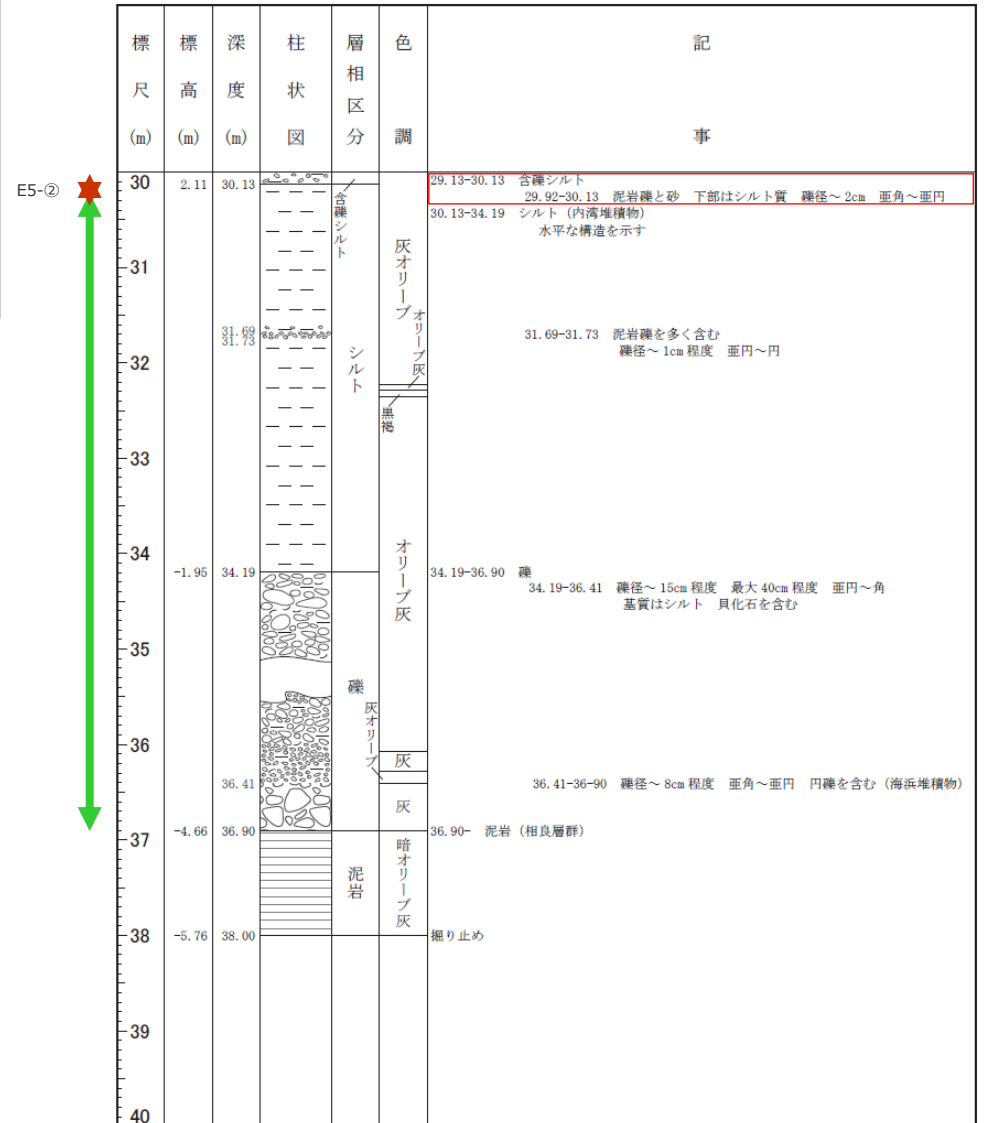 標尺(m) 標高(m) 深度(m) 柱状図 層相区分 色調 記事
E5-②
30 2.11 30.13
含礫シルト
29.13-30.13 含礫シルト
29.92-30.13 泥岩礫と砂 下部はシルト質 礫径～2cm 亜角～亜円
30.13-34.19 シルト（内湾堆積物）
水平な構造を示す
灰オリーブ
31
オリーブ灰
31.69
31.73
31.69-31.73 泥岩礫を多く含む
礫径～1cm程度 亜円～円
シルト
32
黒褐
33
34
オリーブ灰
-1.95 34.19
34.19-36.90 礫
34.19-36.41 礫径～15cm程度 最大40cm程度 亜円～角
基質はシルト 貝化石を含む
35
礫
灰オリーブ
36
灰
36.41
36.41-36-90 礫径～8cm程度 亜角～亜円 円礫を含む（海浜堆積物）
灰
-4.66 36.90
36.90- 泥岩（相良層群）
37
泥岩
暗オリーブ灰
38 -5.76 38.00
掘り止め
39
40